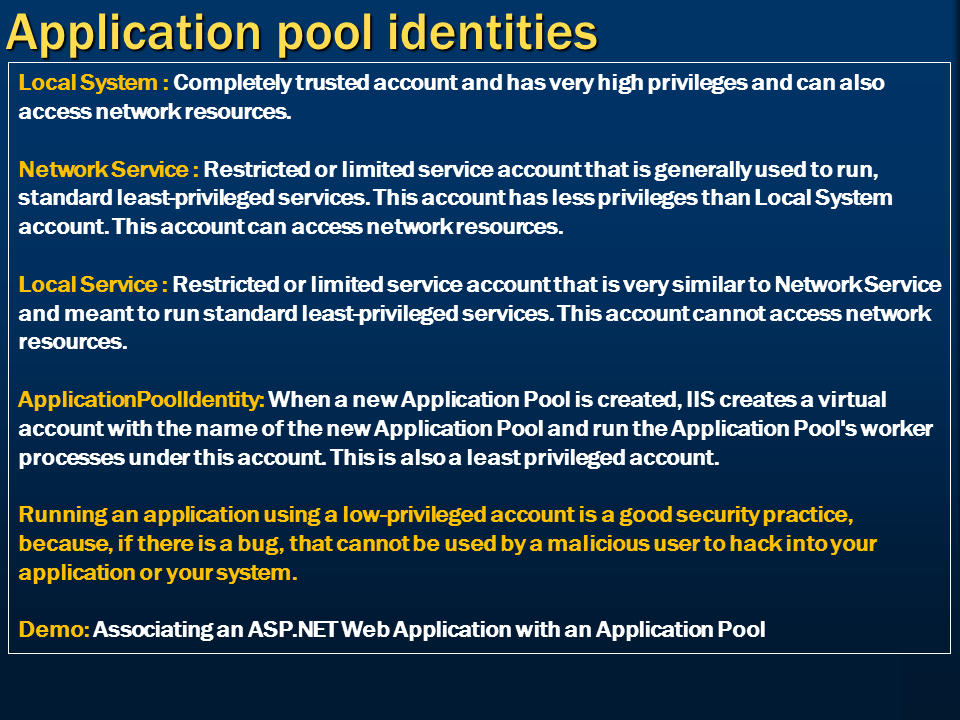 Application pool identities
Local System : Completely trusted account and has very high privileges and can also
access network resources.
Network Service : Restricted or limited service account that is generally used to run,
standard least-privileged services. This account has less privileges than Local System
account. This account can access network resources.
Local Service : Restricted or limited service account that is very similar to Network Service
and meant to run standard least-privileged services. This account cannot access network
resources.
ApplicationPoolIdentity: When a new Application Pool is created, IIS creates a virtual
account with the name of the new Application Pool and run the Application Pool's worker
processes under this account. This is also a least privileged account.
Running an application using a low-privileged account is a good security practice,
because, if there is a bug, that cannot be used by a malicious user to hack into your
application or your system.
Demo: Associating an ASP.NET Web Application with an Application Pool